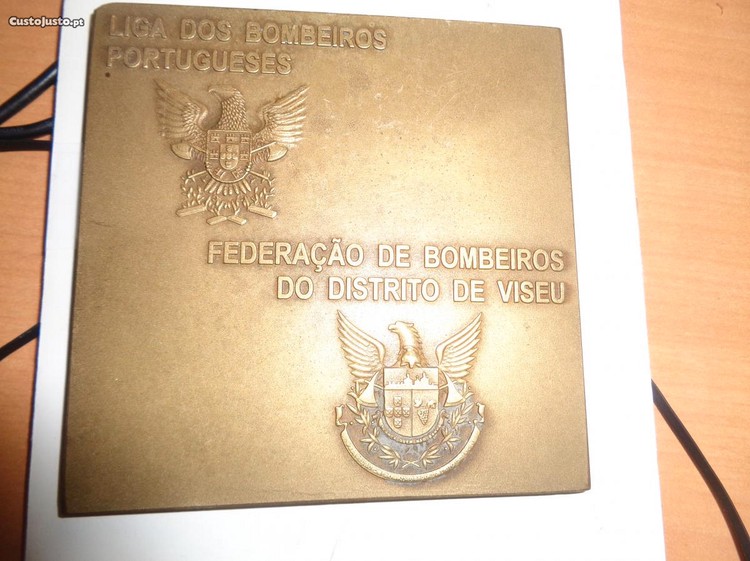 CustoJusto.pt
LIGA DOS BOMBEIROS
PORTUGUESES
FEDERAÇÃO DE BOMBEIROS
DO DISTRITO DE VISEU